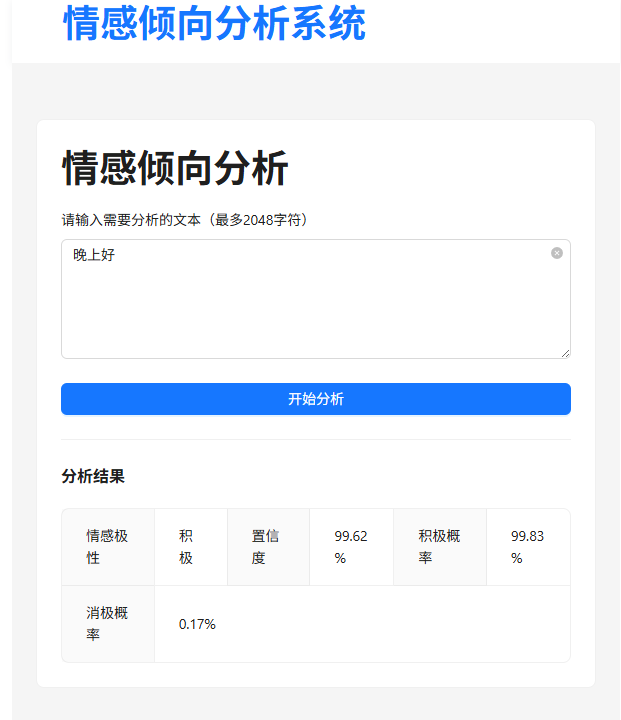 情感倾向分析系统
情感倾向分析
请输入需要分析的文本（最多2048字符）
晚上好
开始分析
分析结果
情感极
性
积
极
置信
度
99.62
%
积极概
率
99.83
%
消极概
率
0.17%